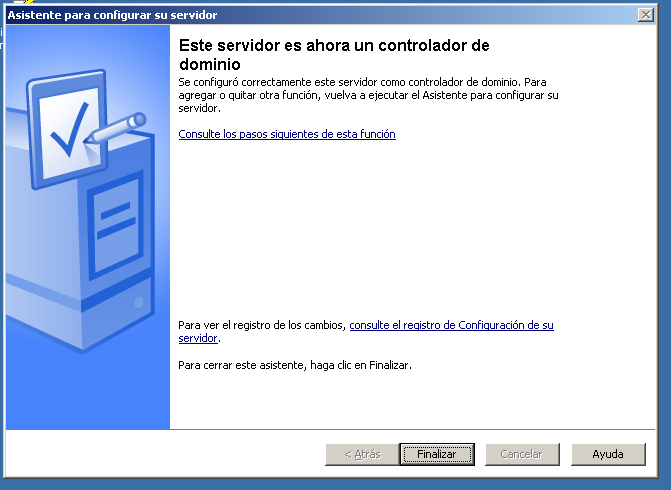 Asistente para configurar su servidor
Este servidor es ahora un controlador de
dominio
Se configuró correctamente este servidor como controlador de dominio. Para
agregar o quitar otra función, vuelva a ejecutar el Asistente para configurar su
servidor.
Consulte los pasos siguientes de esta función
Para ver el registro de los cambios, consulte el registro de Configuración de su
servidor.
Para cerrar este asistente, haga clic en Finalizar.
< Atrás Finalizar Cancelar Ayuda